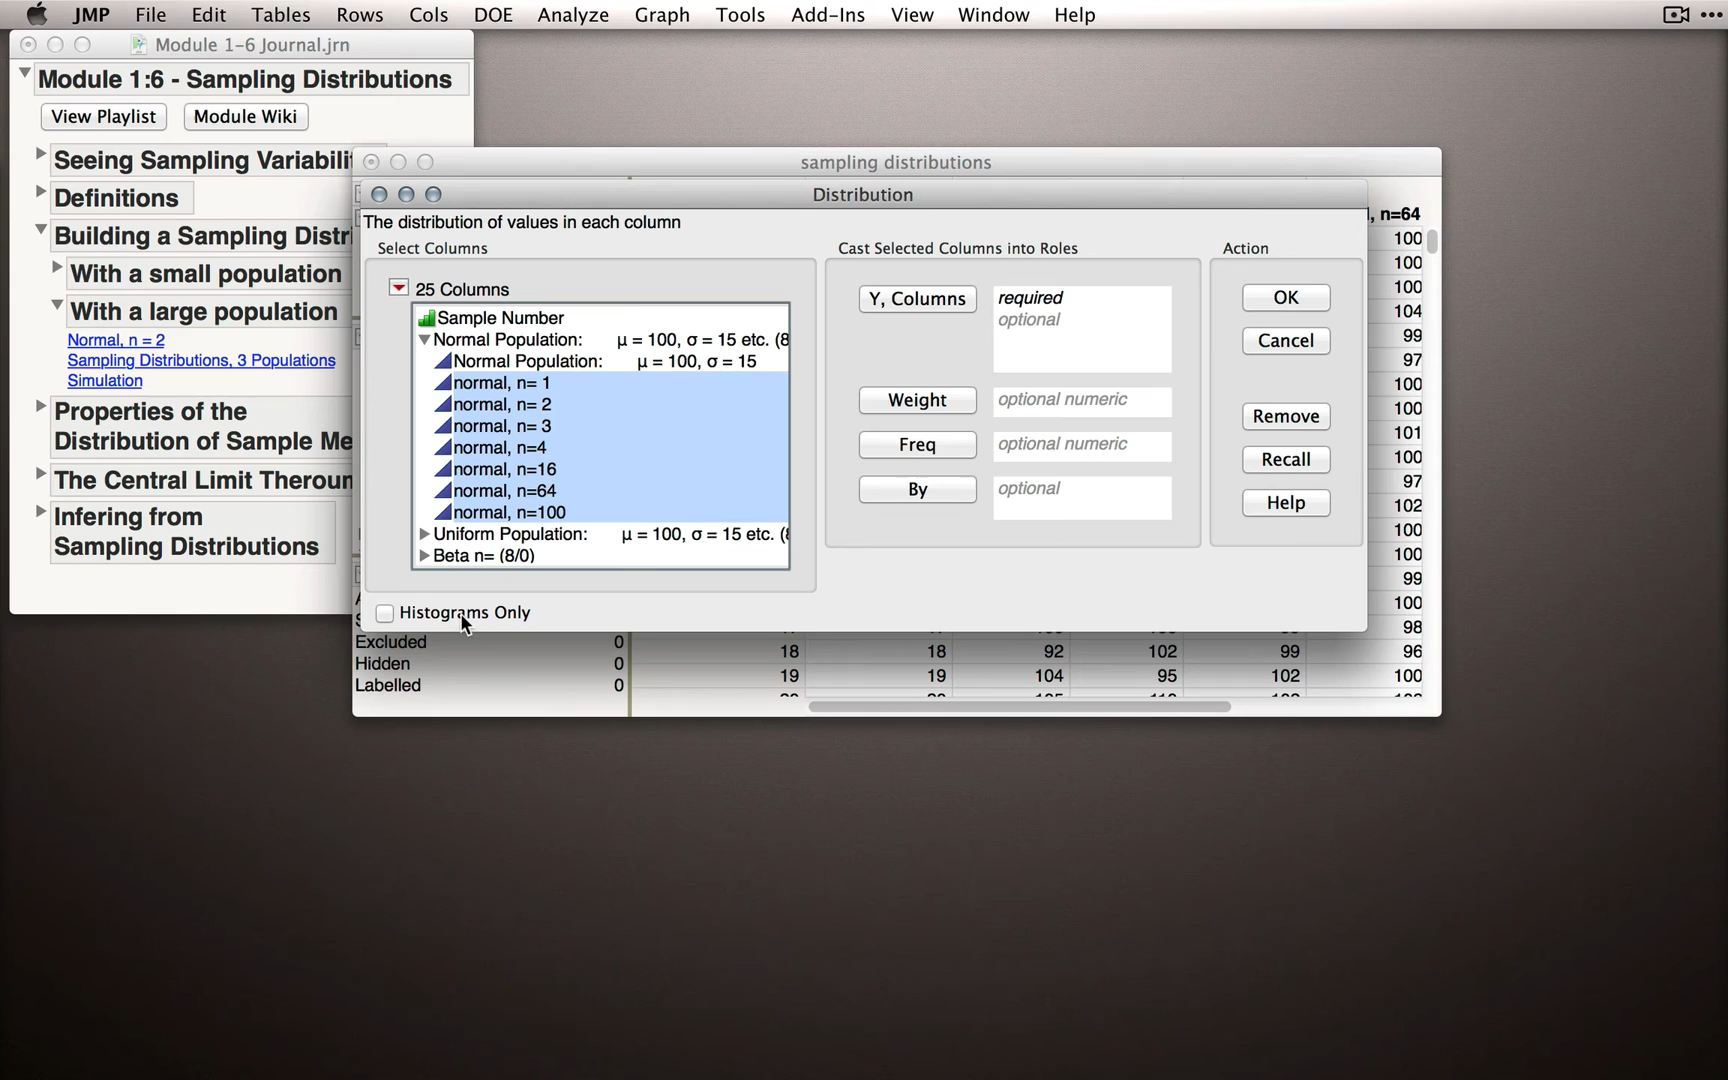 JMP File Edit Tables Rows Cols DOE Analyze Graph Tools Add-Ins View Window Help
Module 1-6 Journal.jrn
Module 1:6 - Sampling Distributions
View Playlist Module Wiki
Seeing Sampling
Definitions
Building a Sampling
With a small population
With a large population
Normal, n = 2
Sampling Distributions, 3 Populations
Simulation
Properties of the
Distribution of Sample
The Central Limit
Infering from
Sampling Distributions
sampling distributions
Distribution
The distribution of values in each column
Select Columns
25 Columns
Sample Number
Normal Population: μ = 100, σ = 15 etc.
Normal Population: μ = 100, σ = 15
normal, n= 1
normal, n= 2
normal, n= 3
normal, n=4
normal, n=16
normal, n=64
normal, n=100
Uniform Population: μ = 100, σ = 15 etc.
Beta n= (8/0)
Histograms Only
Cast Selected Columns into Roles
Y, Columns required
optional
Weight optional numeric
Freq optional numeric
By optional
Action
OK
Cancel
Remove
Recall
Help
, n=64
100
100
100
104
99
97
100
100
101
100
97
102
100
100
99
100
98
Excluded 0 18 18 92 102 99 96
Hidden 0
Labelled 0 19 19 104 95 102 100